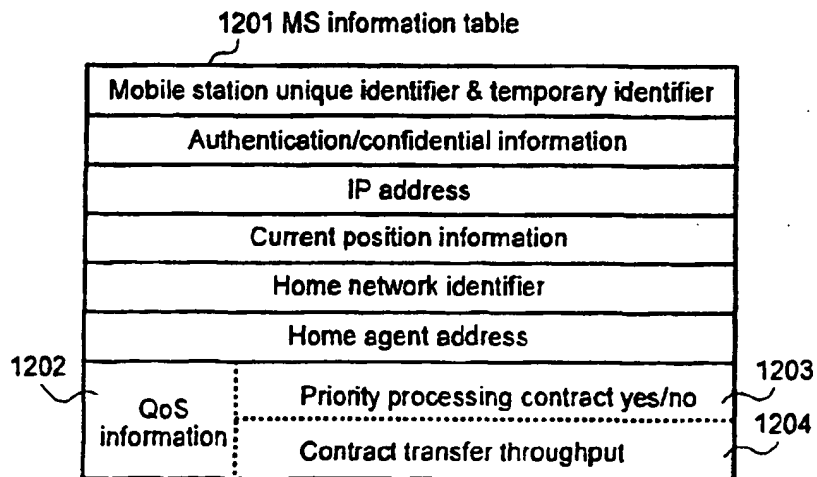 1201 MS information table
Mobile station unique identifier & temporary identifier
Authentication/confidential information
IP address
Current position information
Home network identifier
Home agent address
1202
QoS
information
Priority processing contract yes/no
1203
Contract transfer throughput
1204